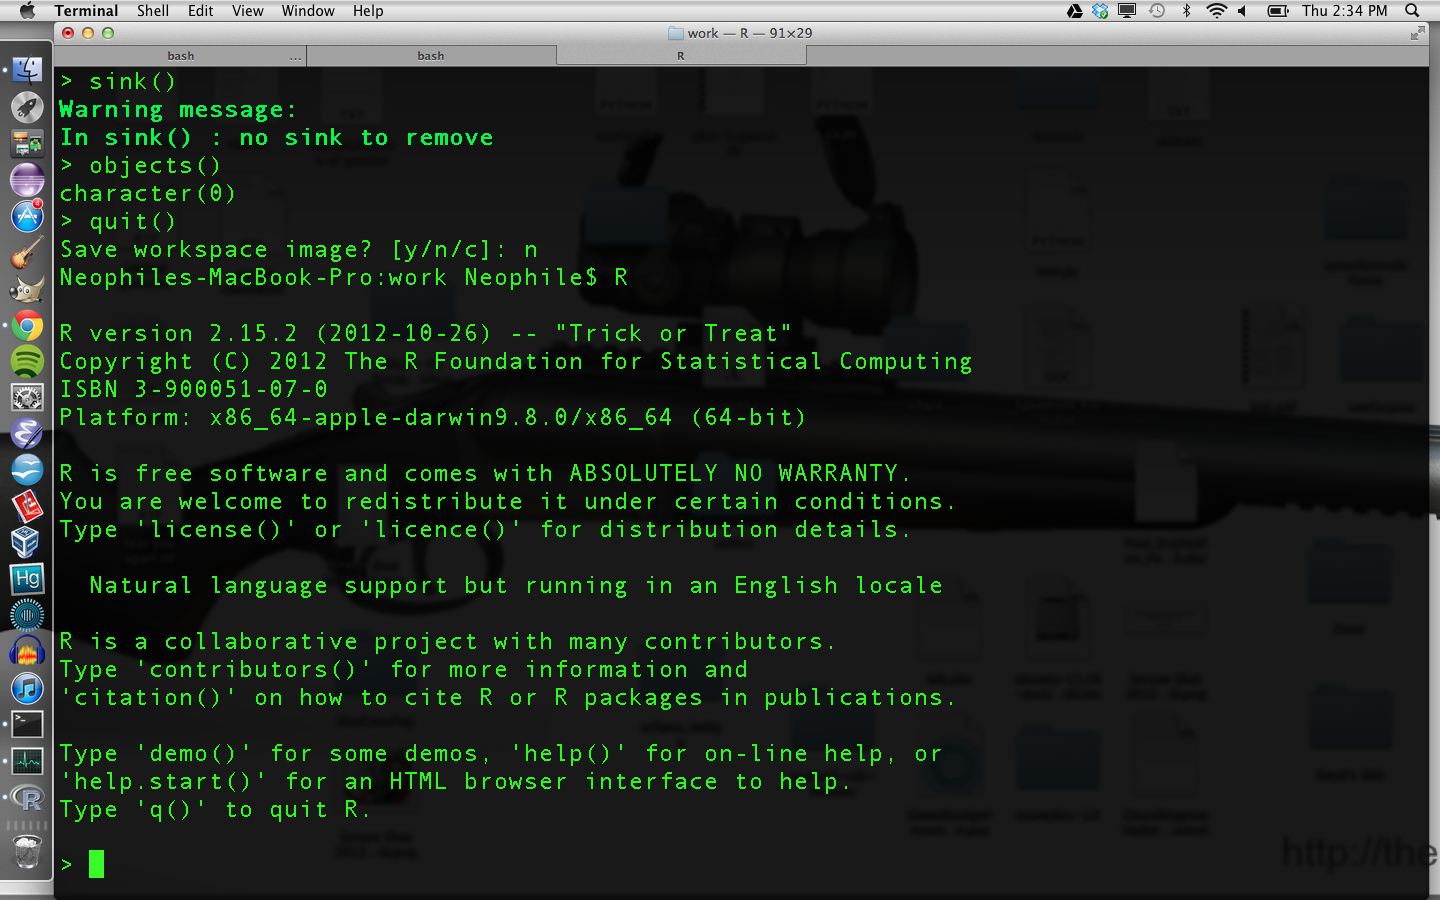 Terminal Shell Edit View Window Help Thu 2:34 PM
work — R — 91×29
bash ... bash R
> sink()
Warning message:
In sink() : no sink to remove
> objects()
character(0)
> quit()
Save workspace image? [y/n/c]: n
Neophiles-MacBook-Pro:work Neophile$ R
R version 2.15.2 (2012-10-26) -- "Trick or Treat"
Copyright (C) 2012 The R Foundation for Statistical Computing
ISBN 3-900051-07-0
Platform: x86_64-apple-darwin9.8.0/x86_64 (64-bit)
R is free software and comes with ABSOLUTELY NO WARRANTY.
You are welcome to redistribute it under certain conditions.
Type 'license()' or 'licence()' for distribution details.
Natural language support but running in an English locale
R is a collaborative project with many contributors.
Type 'contributors()' for more information and
'citation()' on how to cite R or R packages in publications.
Type 'demo()' for some demos, 'help()' for on-line help, or
'help.start()' for an HTML browser interface to help.
Type 'q()' to quit R.
>
4
Hg
http://the